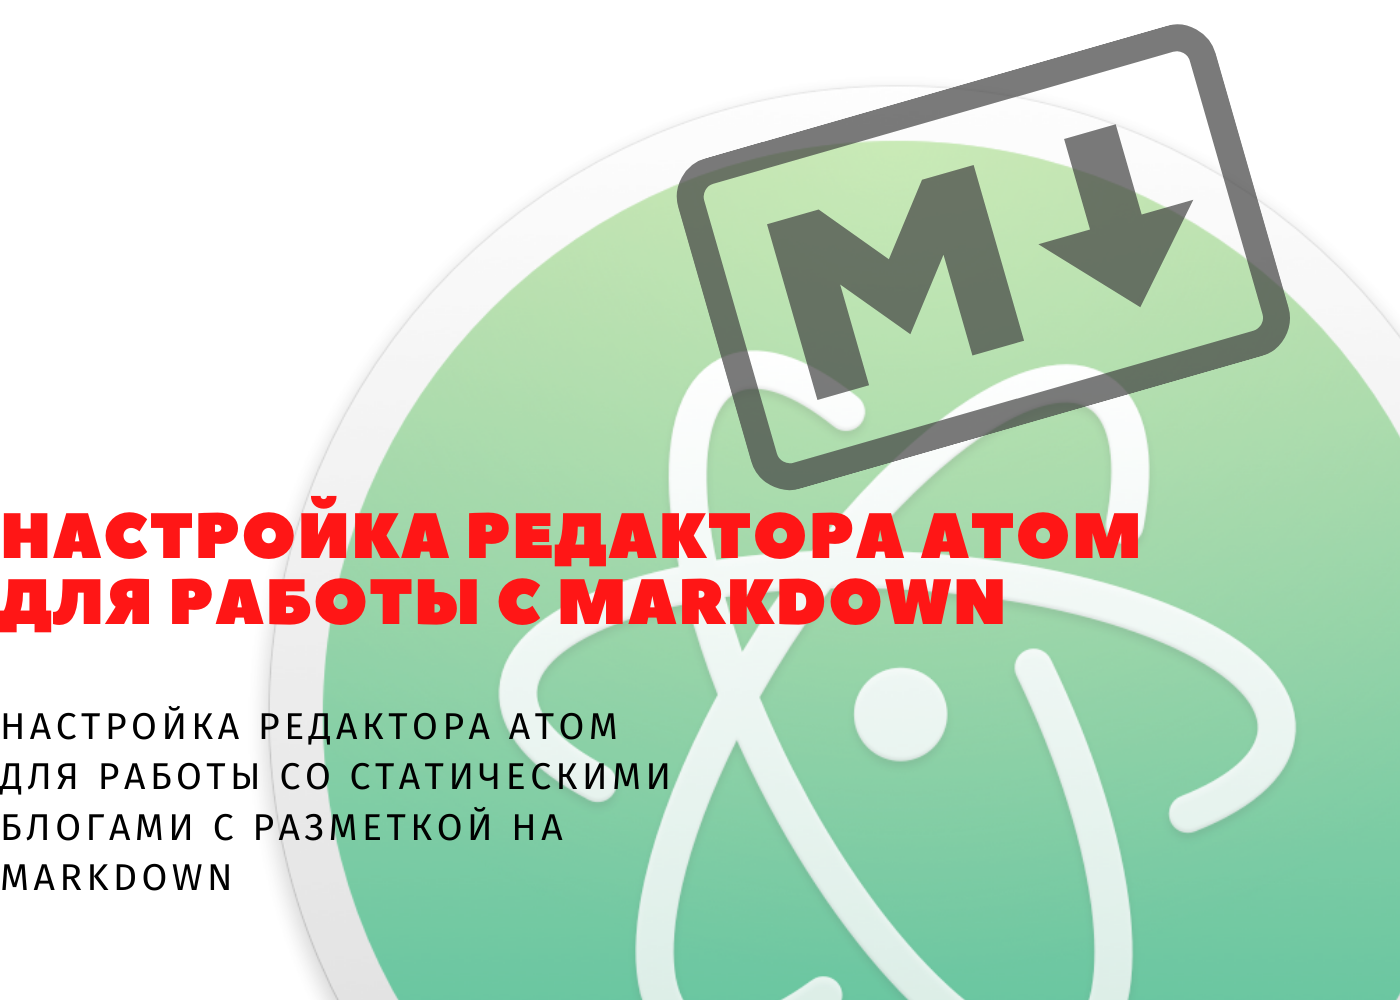 M
НАСТРОЙКА РЕДАКТОРА АТОМ
ДЛЯ РАБОТЫ С MARKDOWN
НАСТРОЙКА РЕДАКТОРА АТОМ
ДЛЯ РАБОТЫ СО СТАТИЧЕСКИМИ
БЛОГАМИ С РАЗМЕТКОЙ НА
MARKDOWN